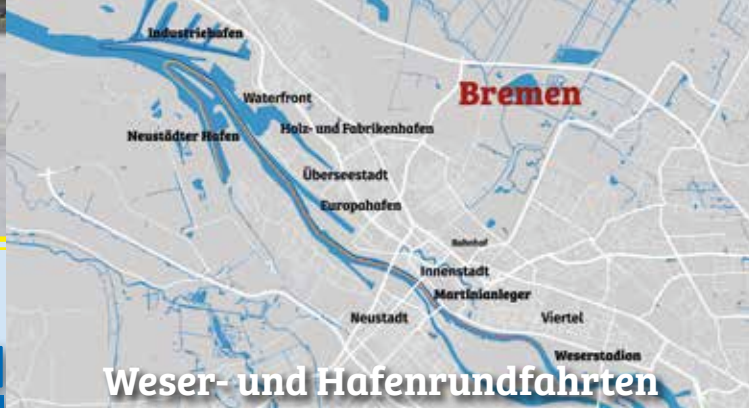 Industriehafen
Waterfront
Bremen
Neustädter Hafen
Holz- und Fabrikenhafen
Überseestadt
Europahafen
Bahnhof
Innenstadt
Martinianleger
Neustadt
Viertel
Weserstadion
Weser- und Hafenrundfahrten